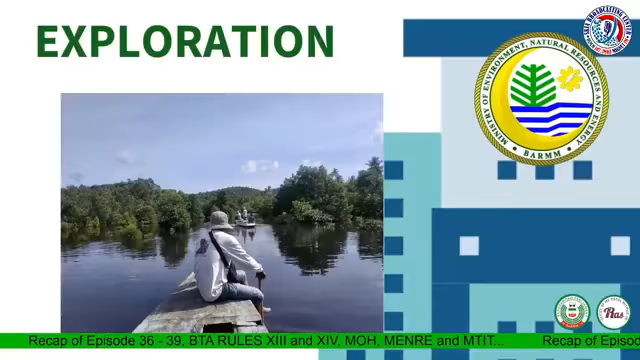 EXPLORATION
MINISTRY OF ENVIRONMENT, NATURAL RESOURCES AND ENERGY
BARMM
Ras
Recap of Episode 36 - 39, BTA RULES XIII and XIV, MOH, MENRE and MTIT... Recap of Episod